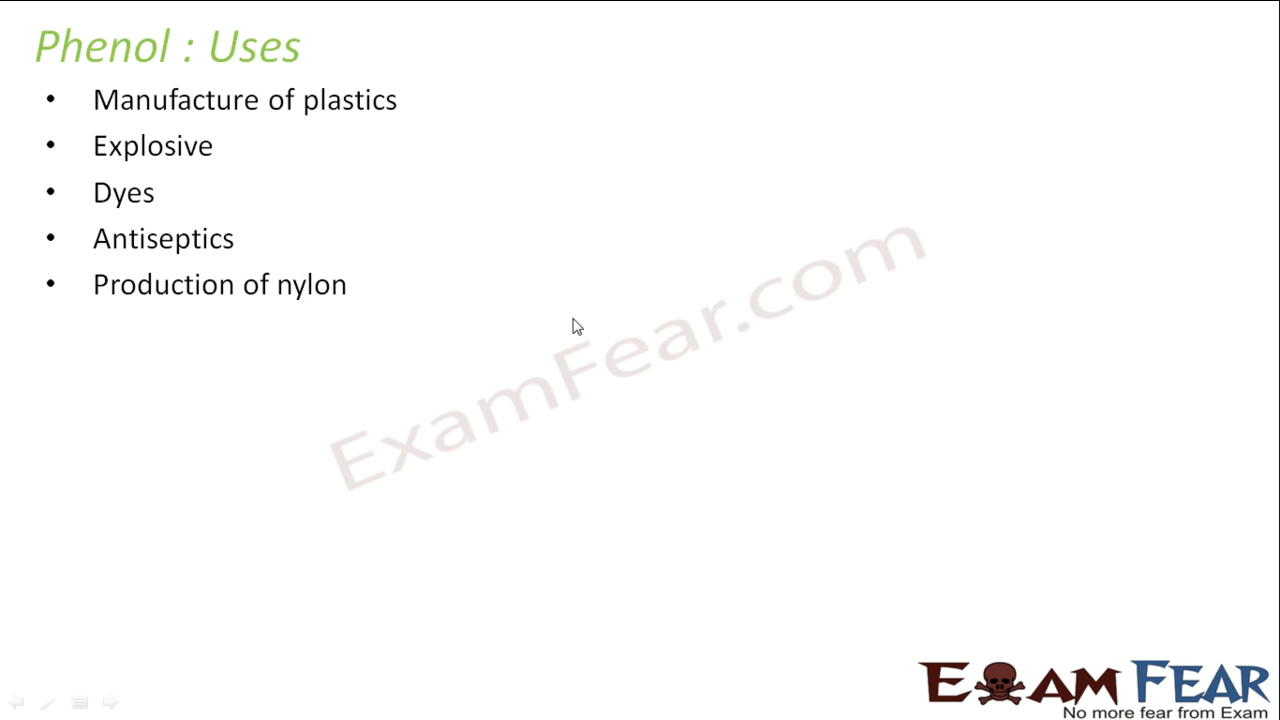 Phenol : Uses
• Manufacture of plastics
• Explosive
• Dyes
• Antiseptics
• Production of nylon
ExamFear.com
EXAM FEAR
No more fear from Exam